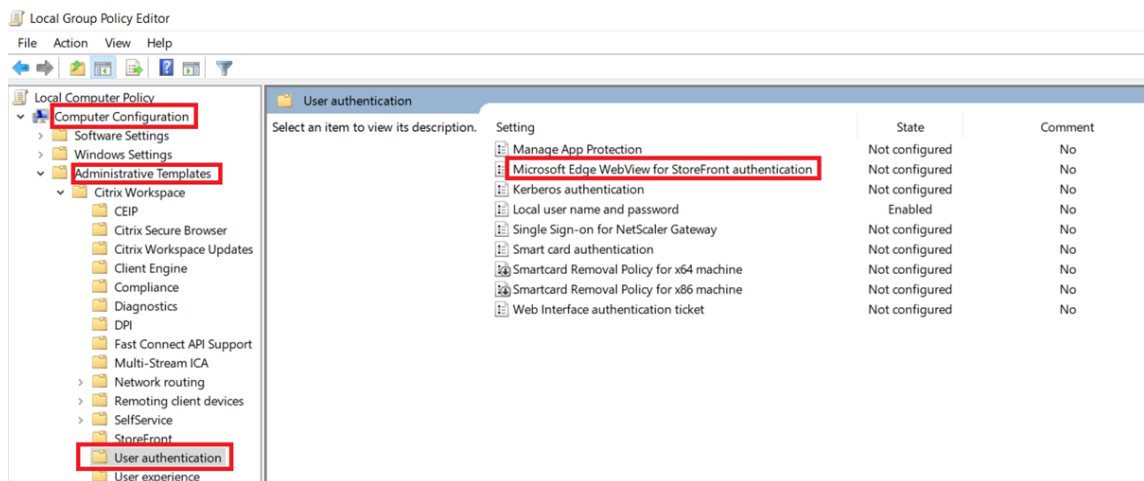 Local Group Policy Editor
File Action View Help
Local Computer Policy
Computer Configuration
Software Settings
Windows Settings
Administrative Templates
Citrix Workspace
CEIP
Citrix Secure Browser
Citrix Workspace Updates
Client Engine
Compliance
Diagnostics
DPI
Fast Connect API Support
Multi-Stream ICA
Network routing
Remoting client devices
SelfService
StoreFront
User authentication
User experience
User authentication
Select an item to view its description.
Setting State Comment
Manage App Protection Not configured No
Microsoft Edge WebView for StoreFront authentication Not configured No
Kerberos authentication Not configured No
Local user name and password Enabled No
Single Sign-on for NetScaler Gateway Not configured No
Smart card authentication Not configured No
Smartcard Removal Policy for x64 machine Not configured No
Smartcard Removal Policy for x86 machine Not configured No
Web Interface authentication ticket Not configured No